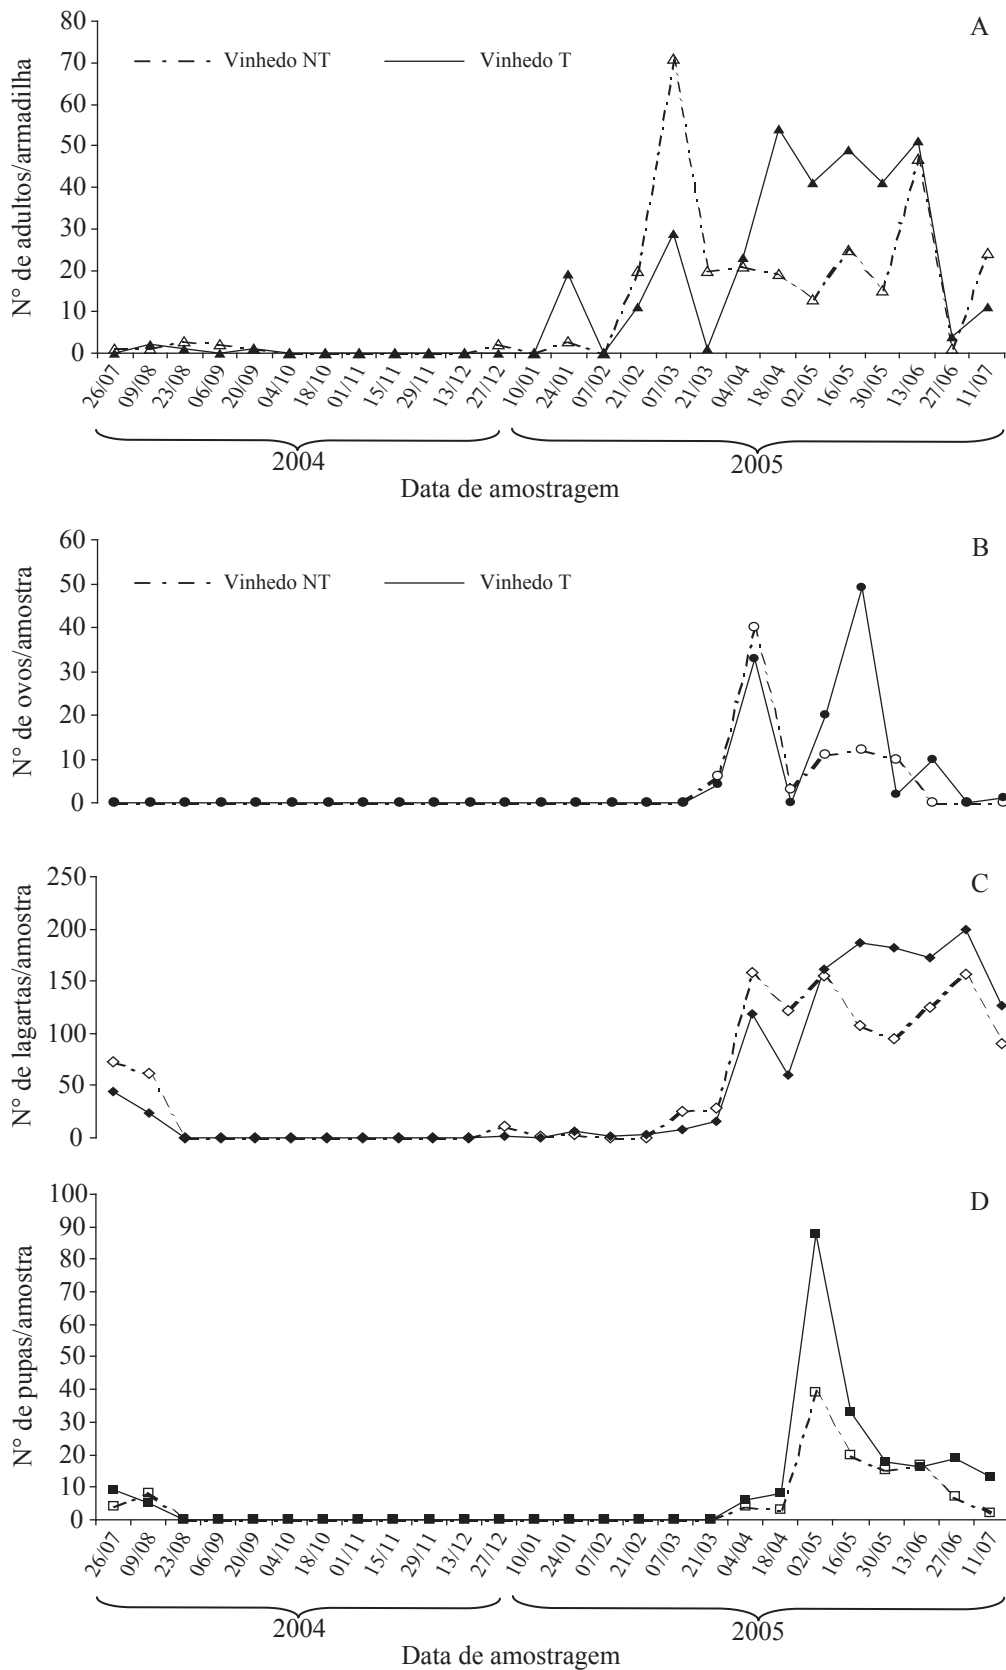 A
80
70
60
50
40
30
20
10
0
N° de adultos/armadilha
Vinhedo NT Vinhedo T
26/07 09/08 23/08 06/09 20/09 04/10 18/10 01/11 15/11 29/11 13/12 27/12 10/01 24/01 07/02 21/02 07/03 21/03 04/04 18/04 02/05 16/05 30/05 13/06 27/06 11/07
2004 2005
Data de amostragem
B
60
50
40
30
20
10
0
N° de ovos/amostra
Vinhedo NT Vinhedo T
C
250
200
150
100
50
0
N° de lagartas/amostra
D
100
90
80
70
60
50
40
30
20
10
0
N° de pupas/amostra
26/07 09/08 23/08 06/09 20/09 04/10 18/10 01/11 15/11 29/11 13/12 27/12 10/01 24/01 07/02 21/02 07/03 21/03 04/04 18/04 02/05 16/05 30/05 13/06 27/06 11/07
2004 2005
Data de amostragem